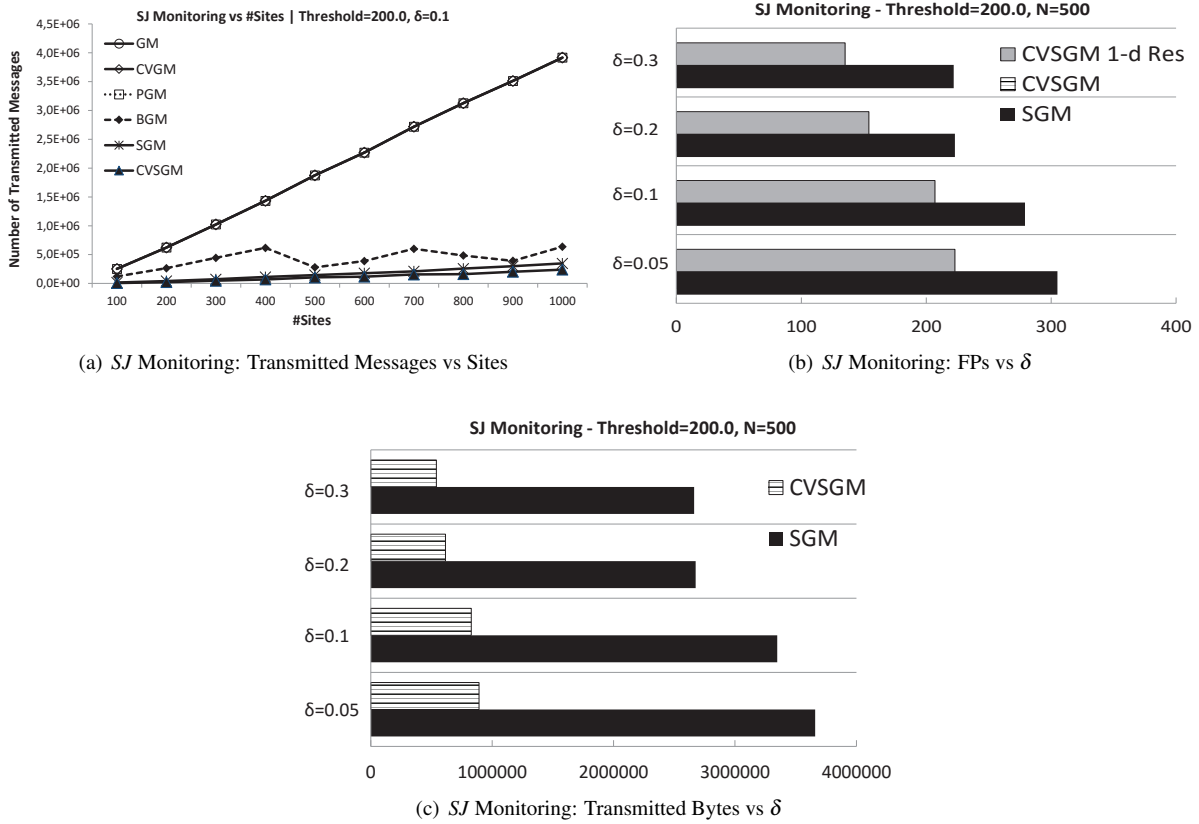 SJ Monitoring vs #Sites | Threshold=200.0, δ=0.1
Number of Transmitted Messages
4,5E+06
4,0E+06
3,5E+06
3,0E+06
2,5E+06
2,0E+06
1,5E+06
1,0E+06
5,0E+05
0,0E+00
GM
CVGM
PGM
BGM
SGM
CVSGM
100 200 300 400 500 600 700 800 900 1000
#Sites
(a) SJ Monitoring: Transmitted Messages vs Sites
SJ Monitoring - Threshold=200.0, N=500
δ=0.3
δ=0.2
δ=0.1
δ=0.05
CVSGM 1-d Res
CVSGM
SGM
0 100 200 300 400
(b) SJ Monitoring: FPs vs δ
SJ Monitoring - Threshold=200.0, N=500
δ=0.3
δ=0.2
δ=0.1
δ=0.05
CVSGM
SGM
0 1000000 2000000 3000000 4000000
(c) SJ Monitoring: Transmitted Bytes vs δ